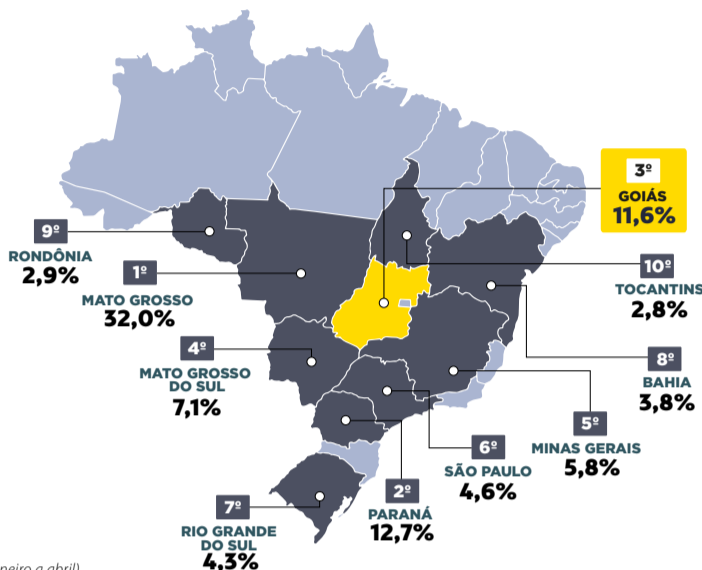 3º
GOIÁS
11,6%
9º
RONDÔNIA
2,9%
1º
MATO GROSSO
32,0%
10º
TOCANTINS
2,8%
4º
MATO GROSSO
DO SUL
7,1%
8º
BAHIA
3,8%
5º
MINAS GERAIS
5,8%
6º
SÃO PAULO
4,6%
2º
PARANÁ
12,7%
7º
RIO GRANDE
DO SUL
4,3%
a abril)